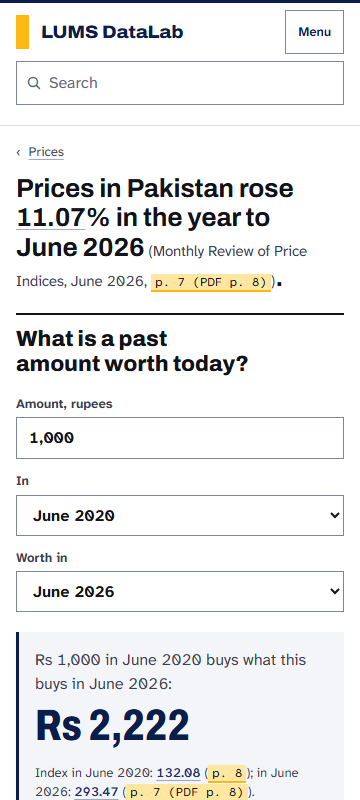 LUMS DataLab
Menu
Search
‹ Prices
Prices in Pakistan rose
11.07% in the year to
June 2026 (Monthly Review of Price
Indices, June 2026, p. 7 (PDF p. 8)).
What is a past
amount worth today?
Amount, rupees
1,000
In
June 2020
Worth in
June 2026
Rs 1,000 in June 2020 buys what this
buys in June 2026:
Rs 2,222
Index in June 2020: 132.08 (p. 8); in June
2026: 293.47 (p. 7 (PDF p. 8)).